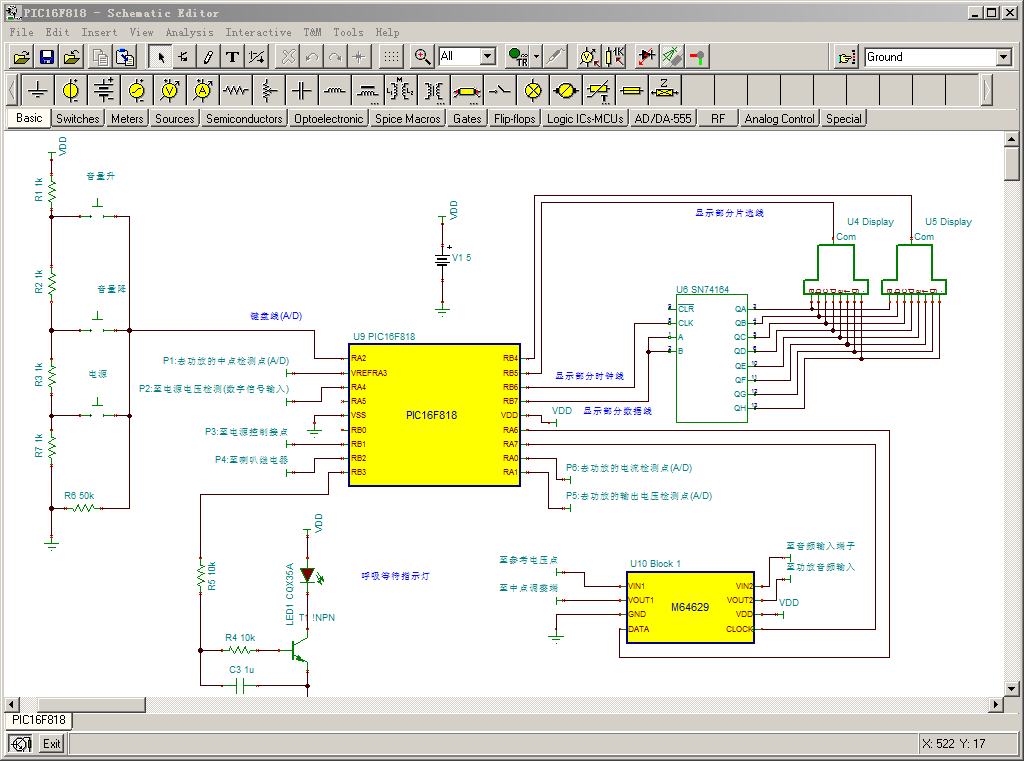 PIC16F818 - Schematic Editor
File Edit Insert View Analysis Interactive T&M Tools Help
All
Ground
Basic Switches Meters Sources Semiconductors Optoelectronic Spice Macros Gates Flip-flops Logic ICs-MCUs AD/DA-555 RF Analog Control Special
VDD
音量升
R1 1k
VDD
显示部分片选线
U4 Display
U5 Display
Com
Com
V1 5
R2 1k
音量降
U6 SN74164
a b c d e f g .
a b c d e f g .
键盘线(A/D)
CLR
CLK
A
B
QA
QB
QC
QD
QE
QF
QG
QH
U9 PIC16F818
P1:去功放的中点检测点(A/D)
P2:至电源电压检测(数字信号输入)
P3:至电源控制接点
P4:至喇叭继电器
RA2
VREFRA3
RA4
RA5
VSS
RB0
RB1
RB2
RB3
PIC16F818
RB4
RB5
RB6
RB7
VDD
RA6
RA7
RA0
RA1
显示部分时钟线
VDD
显示部分数据线
P6:去功放的电流检测点(A/D)
P5:去功放的输出电压检测点(A/D)
R3 1k
电源
R7 1k
R6 50k
VDD
R5 10k
LED1 CQX35A
呼吸等待指示灯
T1 !NPN
R4 10k
C3 1u
至参考电压点
至中点调整端
U10 Block 1
VIN1
VOUT1
GND
DATA
M64629
VIN2
VOUT2
VDD
CLOCK
至音频输入端子
至功放音频输入
VDD
PIC16F818
Exit
X: 522 Y: 17